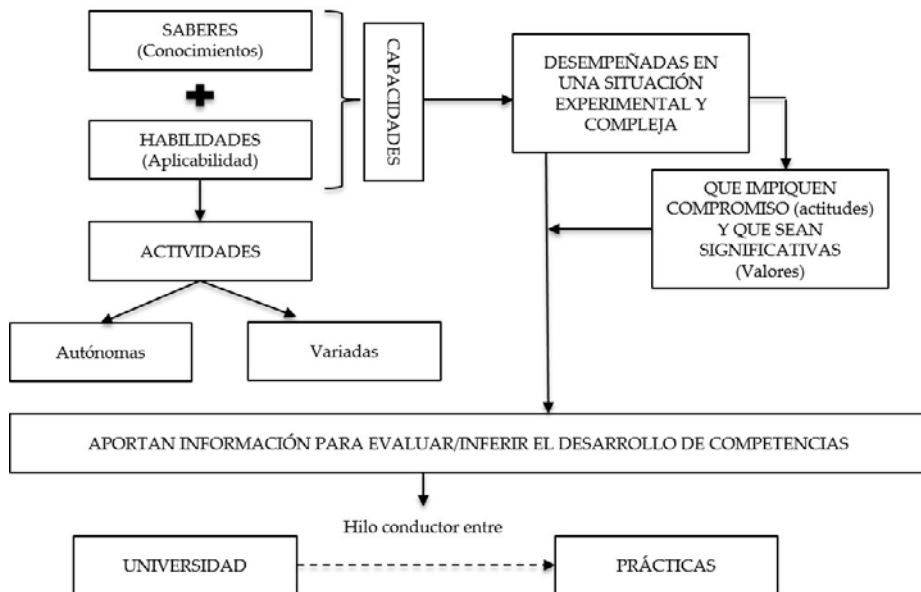 SABERES
(Conocimientos)
HABILIDADES
(Aplicabilidad)
CAPACIDADES
DESEMPEÑADAS EN
UNA SITUACIÓN
EXPERIMENTAL Y
COMPLEJA
QUE IMPIQUEN
COMPROMISO (actitudes)
Y QUE SEAN
SIGNIFICATIVAS
(Valores)
ACTIVIDADES
Autónomas
Variadas
APORTAN INFORMACIÓN PARA EVALUAR/INFERIR EL DESARROLLO DE COMPETENCIAS
Hilo conductor entre
UNIVERSIDAD
PRÁCTICAS